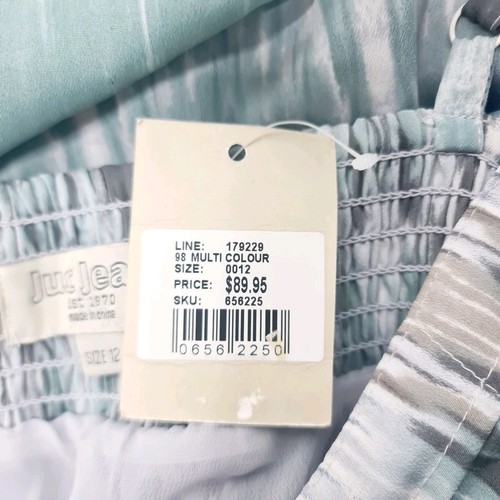 LINE: 179229
98 MULTI COLOUR
SIZE: 0012
PRICE: $89.95
SKU: 656225
0656 2250
Jea
EST. 1970
made in china
SIZE 12